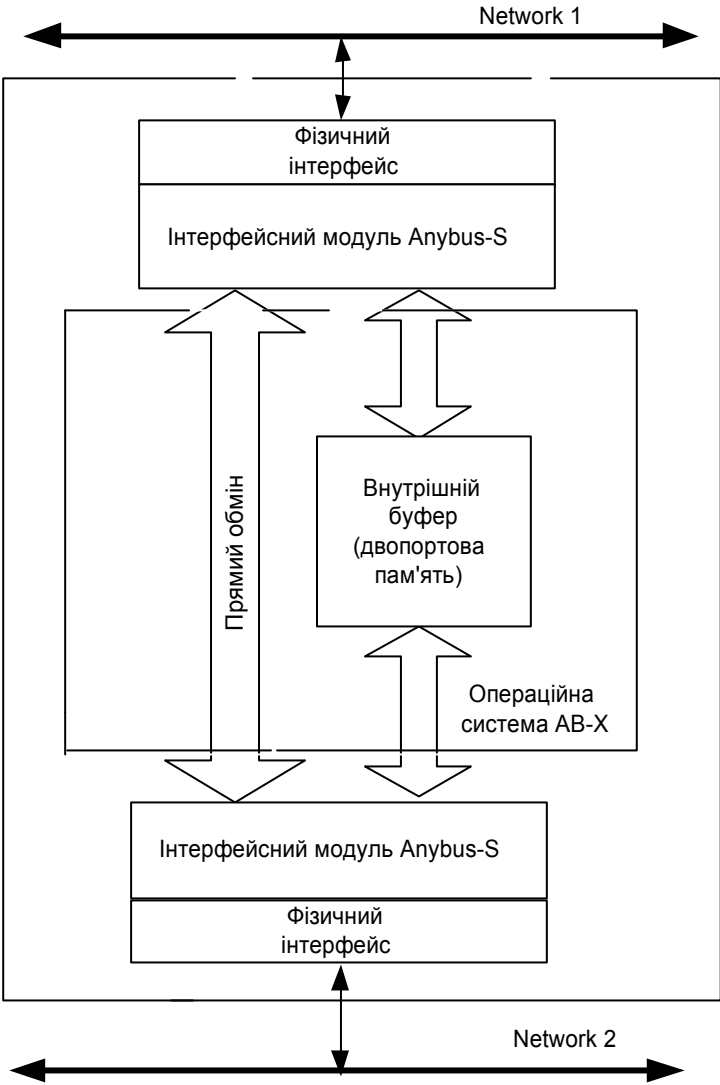 Network 1
Фізичний
інтерфейс
Інтерфейсний модуль Anybus-S
Прямий обмін
Внутрішній
буфер
(двопортова
пам'ять)
Операційна
система AB-X
Інтерфейсний модуль Anybus-S
Фізичний
інтерфейс
Network 2